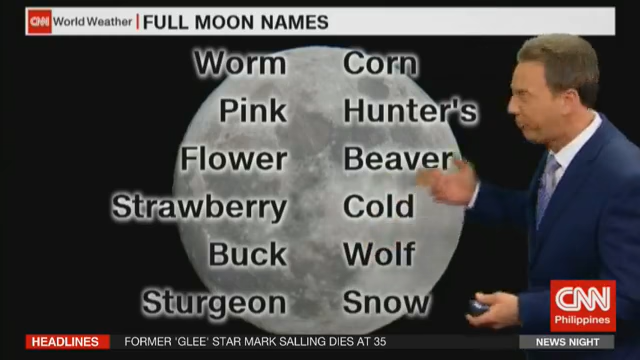 CNN World Weather | FULL MOON NAMES
Worm
Pink
Flower
Strawberry
Buck
Sturgeon
Corn
Hunter's
Beaver
Cold
Wolf
Snow
CNN
Philippines
HEADLINES FORMER 'GLEE' STAR MARK SALLING DIES AT 35
NEWS NIGHT